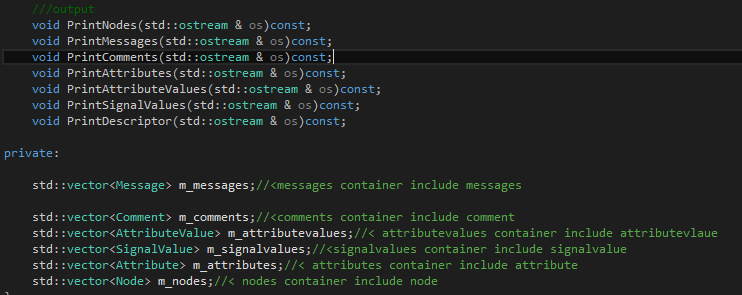 ///output
void PrintNodes(std::ostream & os)const;
void PrintMessages(std::ostream & os)const;
void PrintComments(std::ostream & os)const;
void PrintAttributes(std::ostream & os)const;
void PrintAttributeValues(std::ostream & os)const;
void PrintSignalValues(std::ostream & os)const;
void PrintDescriptor(std::ostream & os)const;
private:
std::vector<Message> m_messages;//<messages container include messages
std::vector<Comment> m_comments;//<comments container include comment
std::vector<AttributeValue> m_attributevalues;//< attributevalues container include attributevlaue
std::vector<SignalValue> m_signalvalues;//<signalvalues container include signalvalue
std::vector<Attribute> m_attributes;//< attributes container include attribute
std::vector<Node> m_nodes;//< nodes container include node